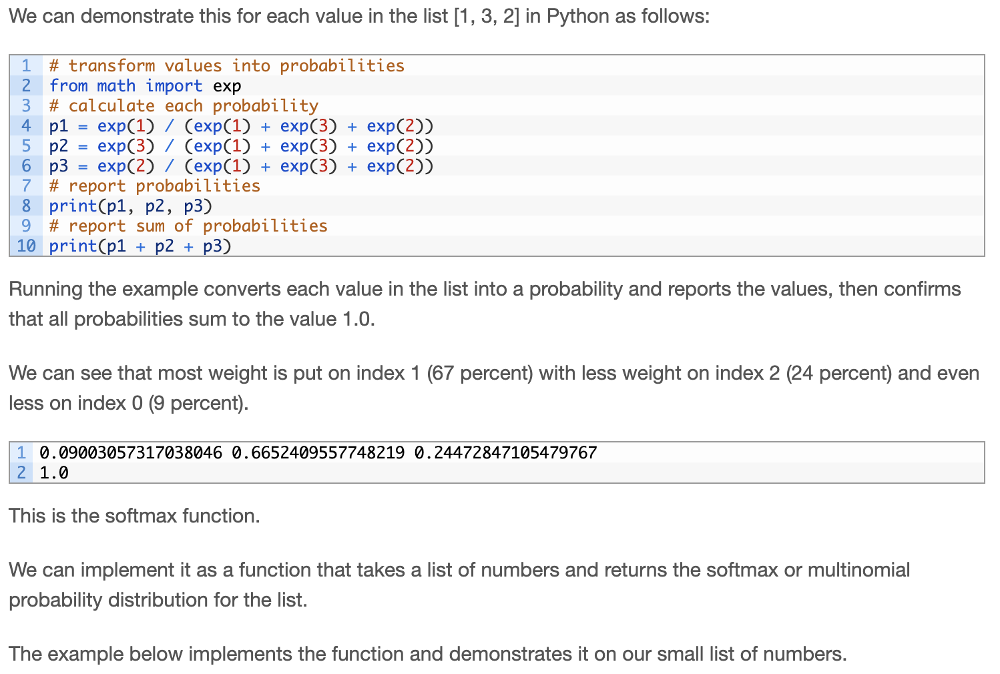 We can demonstrate this for each value in the list [1, 3, 2] in Python as follows:
1 # transform values into probabilities
2 from math import exp
3 # calculate each probability
4 p1 = exp(1) / (exp(1) + exp(3) + exp(2))
5 p2 = exp(3) / (exp(1) + exp(3) + exp(2))
6 p3 = exp(2) / (exp(1) + exp(3) + exp(2))
7 # report probabilities
8 print(p1, p2, p3)
9 # report sum of probabilities
10 print(p1 + p2 + p3)
Running the example converts each value in the list into a probability and reports the values, then confirms
that all probabilities sum to the value 1.0.
We can see that most weight is put on index 1 (67 percent) with less weight on index 2 (24 percent) and even
less on index 0 (9 percent).
1 0.09003057317038046 0.6652409557748219 0.24472847105479767
2 1.0
This is the softmax function.
We can implement it as a function that takes a list of numbers and returns the softmax or multinomial
probability distribution for the list.
The example below implements the function and demonstrates it on our small list of numbers.